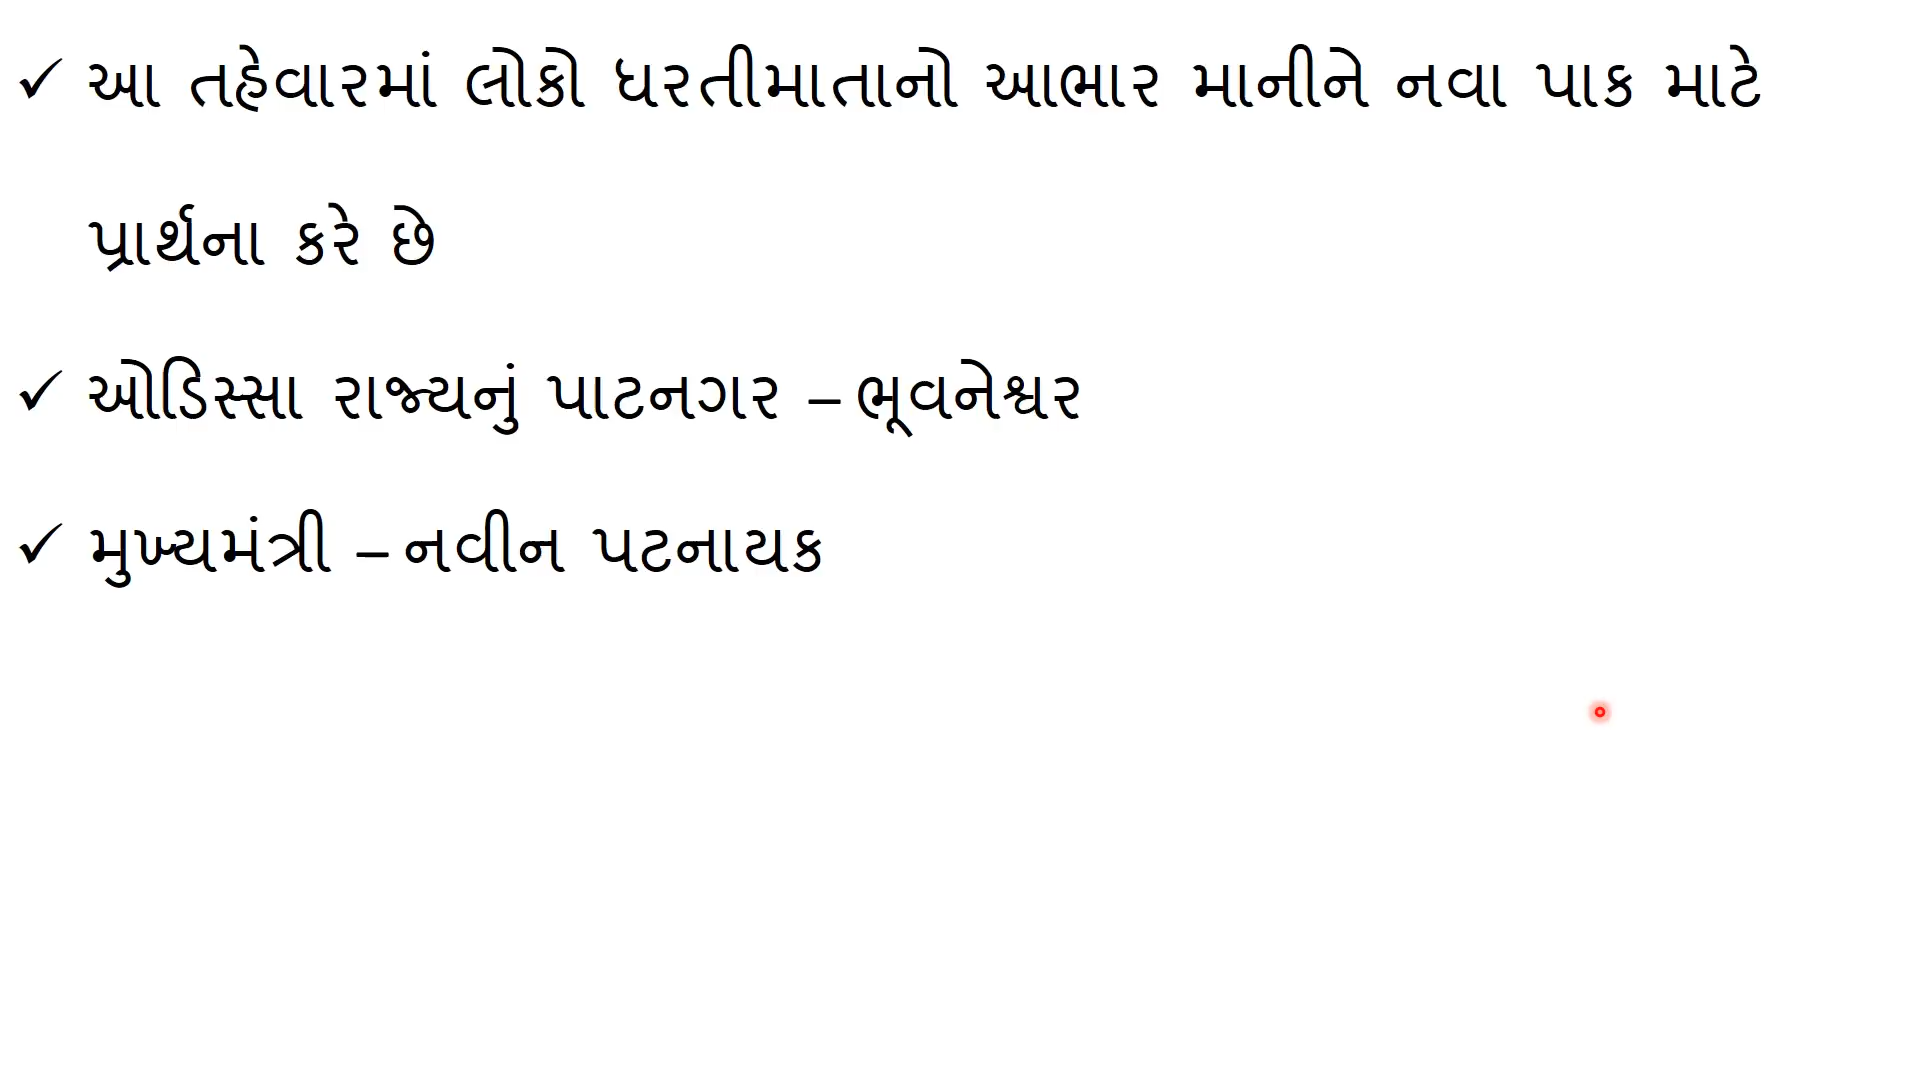 ✓ આ તહેવારમાં લોકો ધરતીમાતાનો આભાર માનીને નવા પાક માટે
પ્રાર્થના કરે છે
✓ ઓડિસ્સા રાજ્યનું પાટનગર – ભૂવનેશ્વર
✓ મુખ્યમંત્રી – નવીન પટનાયક